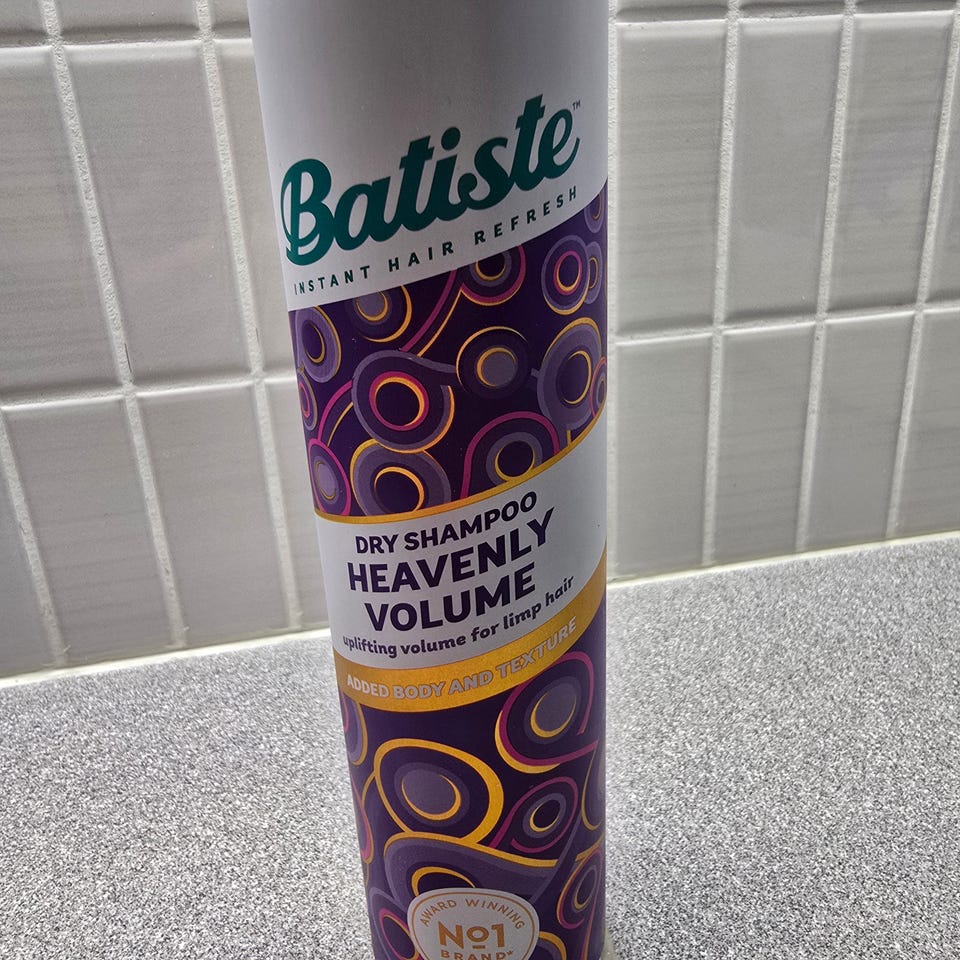 Batiste™
INSTANT HAIR REFRESH
DRY SHAMPOO
HEAVENLY
VOLUME
uplifting volume for limp hair
ADDED BODY AND TEXTURE
AWARD WINNING
Nº1
BRAND*